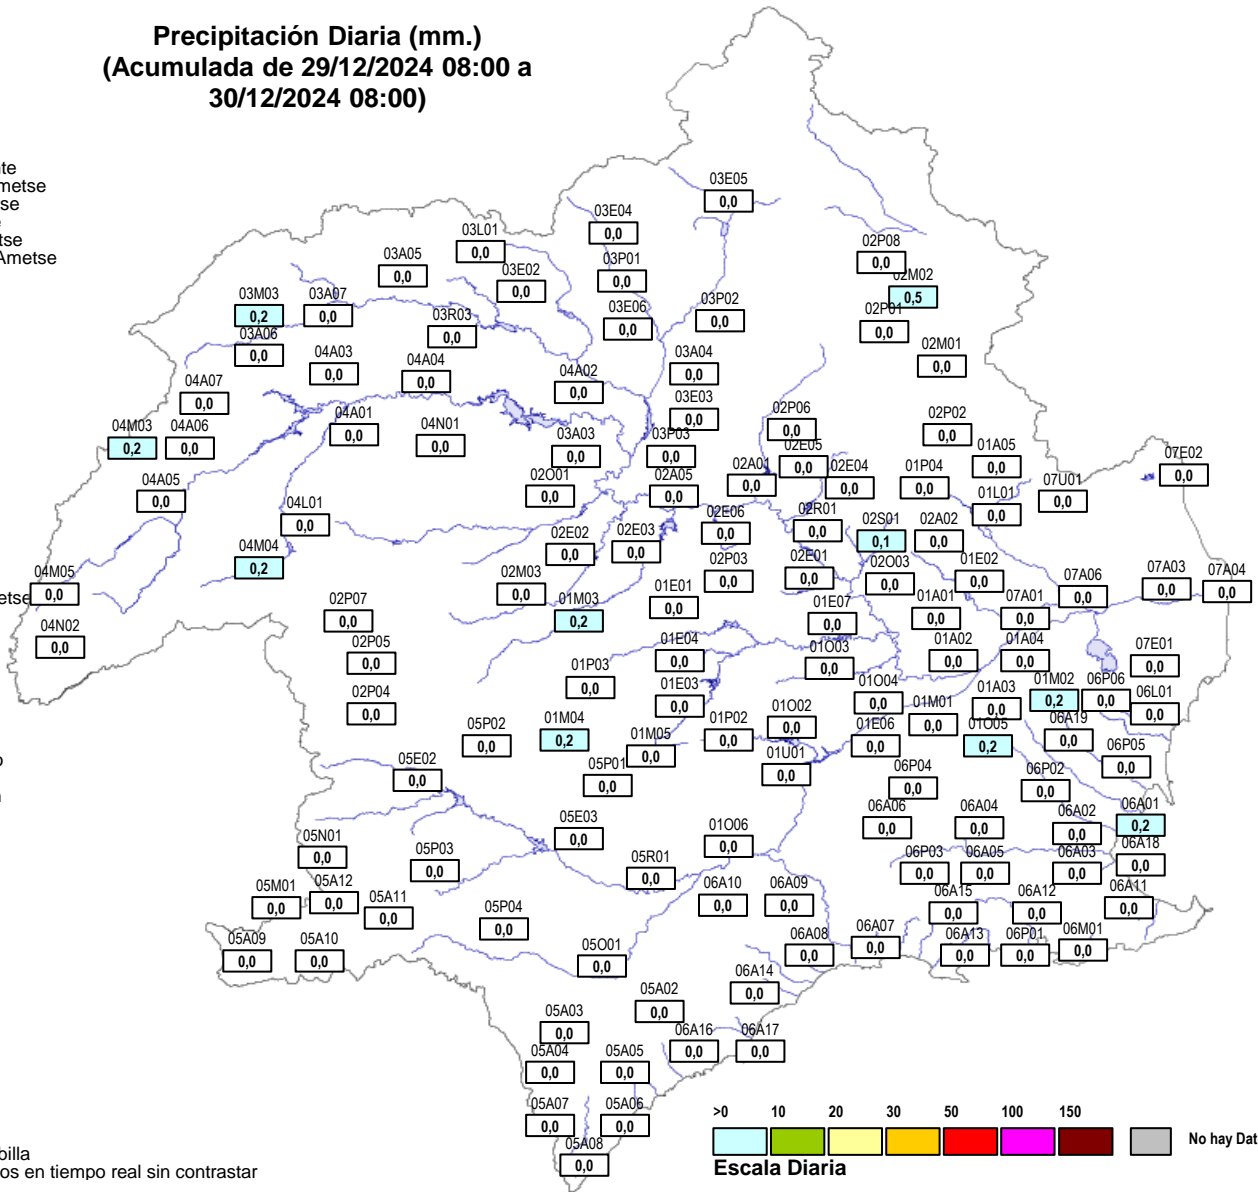 Precipitación Diaria (mm.)
(Acumulada de 29/12/2024 08:00 a
30/12/2024 08:00)
03E05
0,0
03E04
0,0
03L01
0,0
03A05
0,0
03E02
0,0
03P01
0,0
02P08
0,0
02M02
0,5
03M03
0,2
03A07
0,0
03R03
0,0
03E06
0,0
03P02
0,0
02P01
0,0
03A06
0,0
04A03
0,0
04A04
0,0
04A02
0,0
03A04
0,0
02M01
0,0
04A07
0,0
03E03
0,0
04M03
0,2
04A06
0,0
04A01
0,0
04N01
0,0
03A03
0,0
03P03
0,0
02P06
0,0
02P02
0,0
02E05
0,0
01A05
0,0
07E02
0,0
04A05
0,0
02O01
0,0
02A05
0,0
02A01
0,0
02E04
0,0
01P04
0,0
07U01
0,0
01L01
0,0
04L01
0,0
02E02
0,0
02E03
0,0
02E06
0,0
02R01
0,0
02S01
0,1
02A02
0,0
04M04
0,2
04M05
0,0
02M03
0,0
02P03
0,0
02E01
0,0
02O03
0,0
01E02
0,0
07A06
0,0
07A03
0,0
07A04
0,0
04N02
0,0
02P07
0,0
01M03
0,2
01E01
0,0
01E07
0,0
01A01
0,0
07A01
0,0
02P05
0,0
01E04
0,0
01O03
0,0
01A02
0,0
01A04
0,0
07E01
0,0
02P04
0,0
01P03
0,0
01E03
0,0
01O04
0,0
01A03
0,0
01M02
0,2
06P06
0,0
06L01
0,0
05P02
0,0
01M04
0,2
01M05
0,0
01P02
0,0
01O02
0,0
01E06
0,0
01M01
0,0
01O05
0,2
06A19
0,0
06P05
0,0
05E02
0,0
05P01
0,0
01U01
0,0
06P04
0,0
06P02
0,0
05E03
0,0
01O06
0,0
06A06
0,0
06A04
0,0
06A02
0,0
06A01
0,2
05N01
0,0
05P03
0,0
05R01
0,0
06P03
0,0
06A05
0,0
06A03
0,0
06A18
0,0
05M01
0,0
05A12
0,0
05A11
0,0
05P04
0,0
06A10
0,0
06A09
0,0
06A15
0,0
06A12
0,0
06A11
0,0
05A09
0,0
05A10
0,0
05O01
0,0
06A08
0,0
06A07
0,0
06A13
0,0
06P01
0,0
06M01
0,0
05A03
0,0
05A02
0,0
06A14
0,0
05A04
0,0
05A05
0,0
06A16
0,0
06A17
0,0
05A07
0,0
05A06
0,0
05A08
0,0
nte
metse
se
e
tse
Ametse
etse
o
n
billa
os en tiempo real sin contrastar
>0 10 20 30 50 100 150
No hay Dat
Escala Diaria